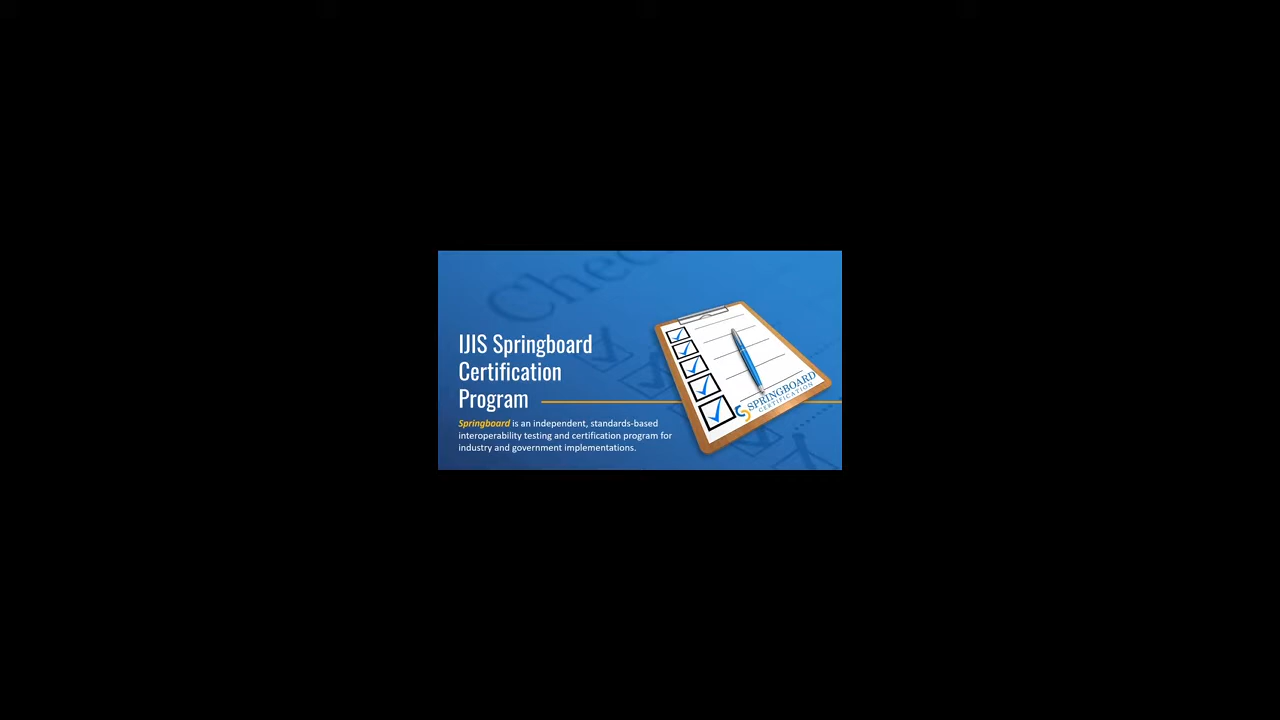 Chec
IJIS Springboard
Certification
Program
Springboard is an independent, standards-based
interoperability testing and certification program for
industry and government implementations.
SPRINGBOARD
CERTIFICATION